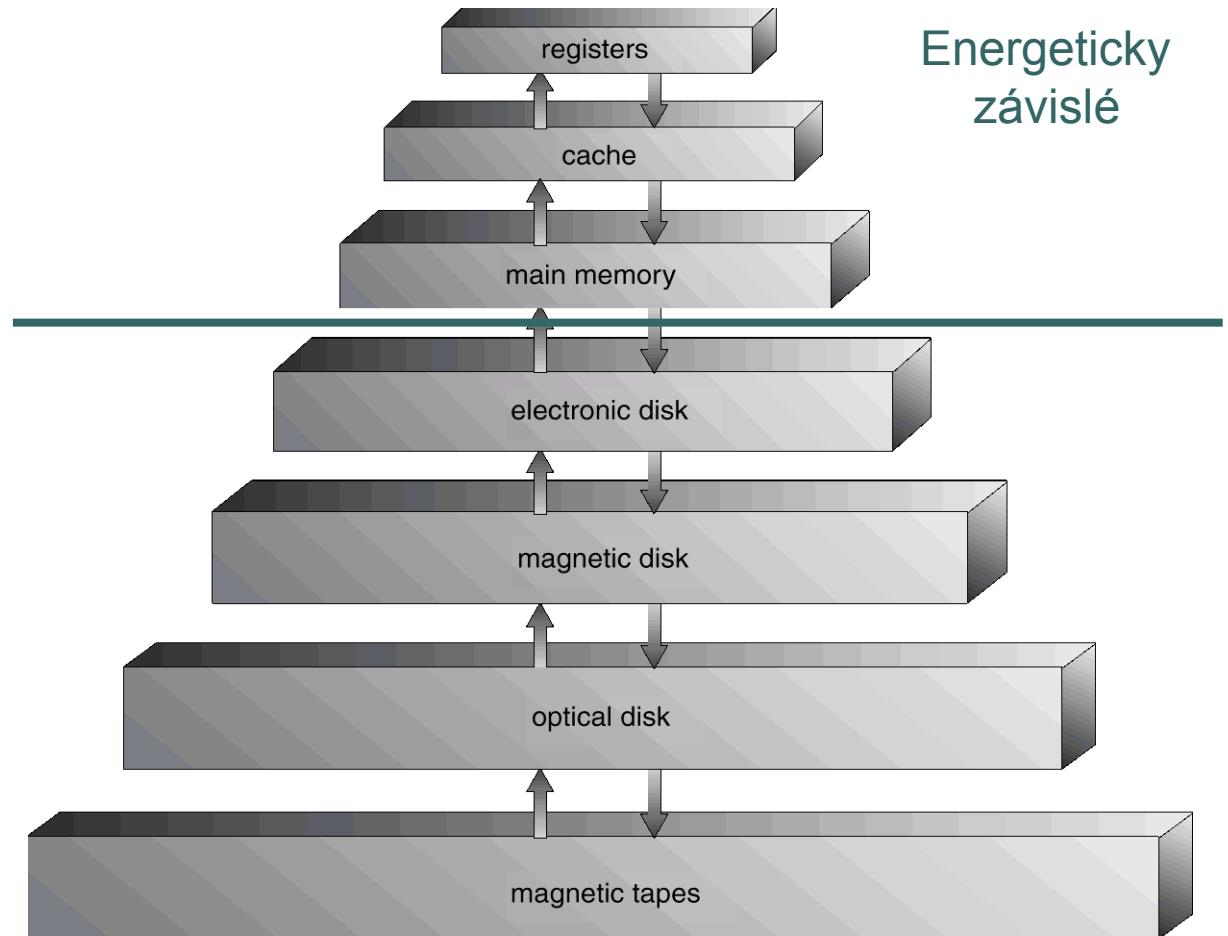 registers
Energeticky
závislé
cache
main memory
electronic disk
magnetic disk
optical disk
magnetic tapes